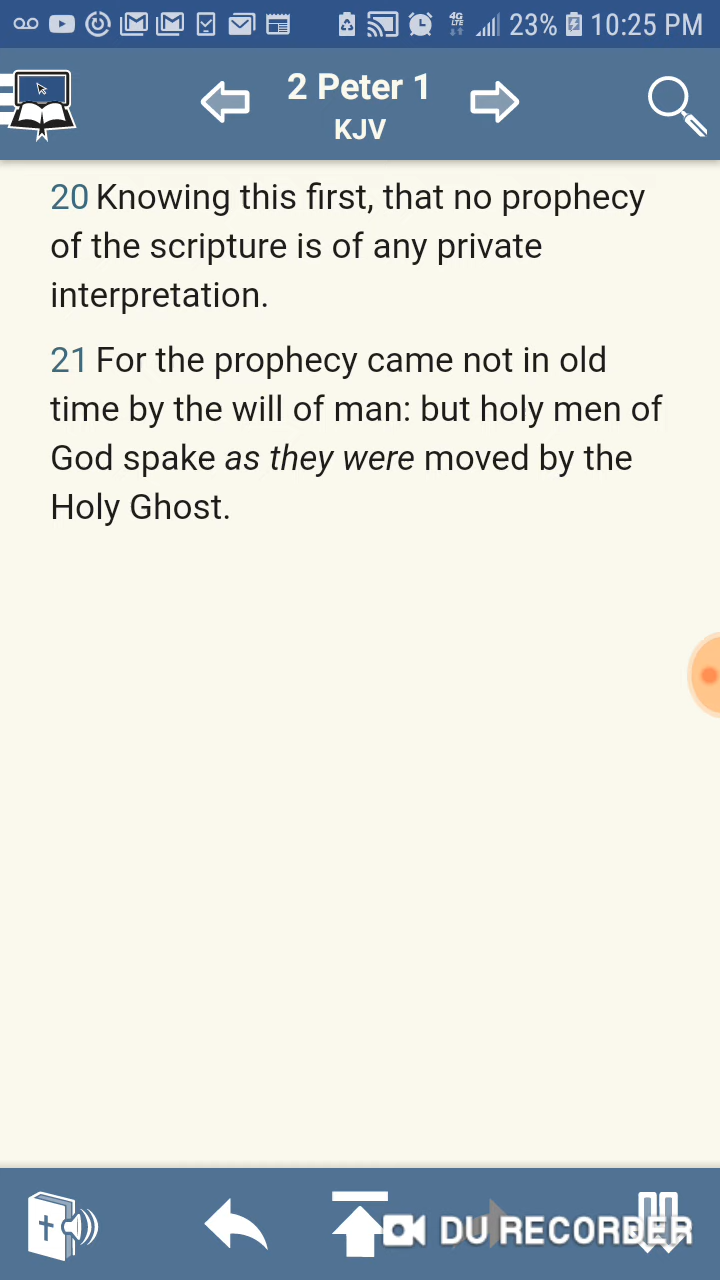 4G LTE 23% 10:25 PM
2 Peter 1
KJV
20 Knowing this first, that no prophecy
of the scripture is of any private
interpretation.
21 For the prophecy came not in old
time by the will of man: but holy men of
God spake as they were moved by the
Holy Ghost.
DU RECORDER